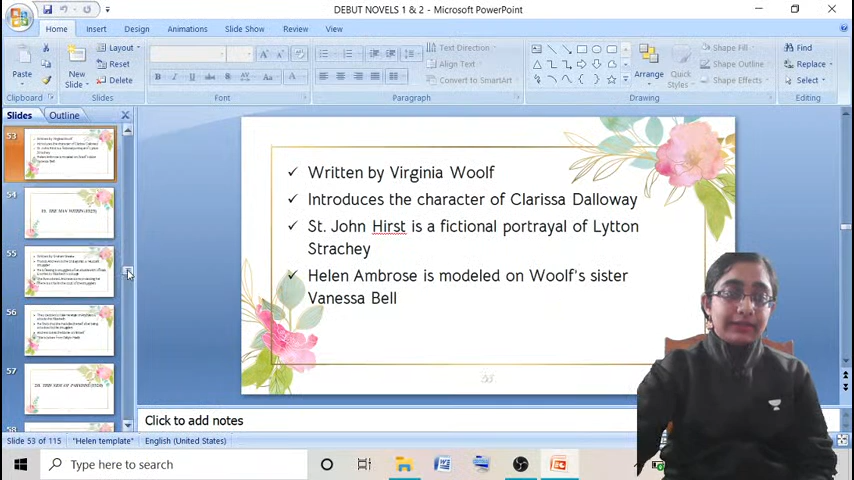 DEBUT NOVELS 1 & 2 - Microsoft PowerPoint
Home Insert Design Animations Slide Show Review View
Paste
New Slide
Layout
Reset
Delete
Text Direction
Align Text
Convert to SmartArt
Arrange
Quick Styles
Shape Fill
Shape Outline
Shape Effects
Find
Replace
Select
Clipboard Slides Font Paragraph Drawing Editing
Slides Outline
53
54
55
56
57
58
Written by Virginia Woolf
Introduces the character of Clarissa Dalloway
St. John Hirst is a fictional portrayal of Lytton
Strachey
Helen Ambrose is modeled on Woolf's sister
Vanessa Bell
Click to add notes
Slide 53 of 115 "Helen template" English (United States)
Type here to search